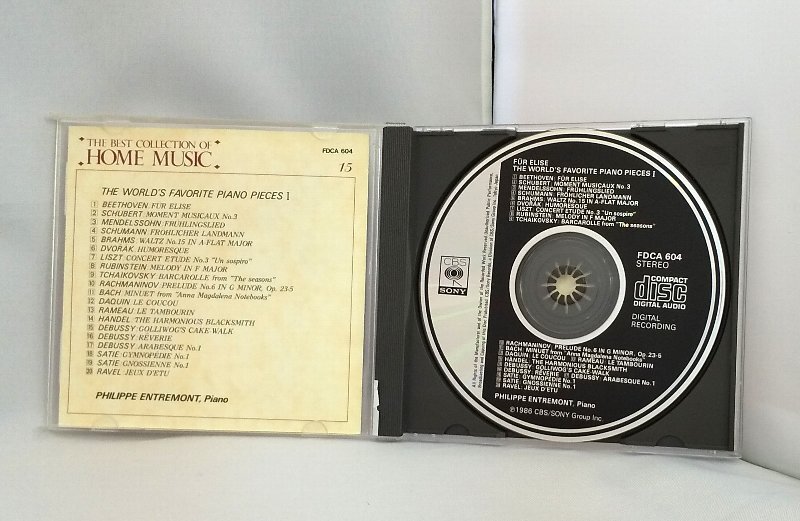 THE BEST COLLECTION OF
HOME MUSIC
FDCA 604
15
THE WORLD'S FAVORITE PIANO PIECES I
1 BEETHOVEN: FÜR ELISE
2 SCHUBERT: MOMENT MUSICAUX No.3
3 MENDELSSOHN: FRÜHLINGSLIED
4 SCHUMANN: FRÖHLICHER LANDMANN
5 BRAHMS: WALTZ No.15 IN A-FLAT MAJOR
6 DVOŘÁK: HUMORESQUE
7 LISZT: CONCERT ETUDE No.3 "Un sospiro"
8 RUBINSTEIN: MELODY IN F MAJOR
9 TCHAIKOVSKY: BARCAROLLE from "The seasons"
10 RACHMANINOV: PRELUDE No.6 IN G MINOR, Op. 23-5
11 BACH: MINUET from "Anna Magdalena Notebooks"
12 DAQUIN: LE COUCOU
13 RAMEAU: LE TAMBOURIN
14 HANDEL: THE HARMONIOUS BLACKSMITH
15 DEBUSSY: GOLLIWOG'S CAKE-WALK
16 DEBUSSY: RÊVERIE
17 DEBUSSY: ARABESQUE No.1
18 SATIE: GYMNOPÉDIE No.1
19 SATIE: GNOSSIENNE No.1
20 RAVEL: JEUX D'ETU
PHILIPPE ENTREMONT, Piano
FÜR ELISE
THE WORLD'S FAVORITE PIANO PIECES I
BEETHOVEN: FÜR ELISE
SCHUBERT: MOMENT MUSICAUX No.3
MENDELSSOHN: FRÜHLINGSLIED
SCHUMANN: FRÖHLICHER LANDMANN
BRAHMS: WALTZ No.15 IN A-FLAT MAJOR
DVOŘÁK: HUMORESQUE
LISZT: CONCERT ETUDE No.3 "Un sospiro"
RUBINSTEIN: MELODY IN F MAJOR
TCHAIKOVSKY: BARCAROLLE from "The seasons"
CBS
SONY
FDCA 604
STEREO
COMPACT
disc
DIGITAL AUDIO
DIGITAL
RECORDING
RACHMANINOV: PRELUDE No.6 IN G MINOR, Op. 23-5
BACH: MINUET from "Anna Magdalena Notebooks"
DAQUIN: LE COUCOU RAMEAU: LE TAMBOURIN
HANDEL: THE HARMONIOUS BLACKSMITH
DEBUSSY: GOLLIWOG'S CAKE-WALK
DEBUSSY: RÊVERIE DEBUSSY: ARABESQUE No.1
SATIE: GYMNOPÉDIE No.1
SATIE: GNOSSIENNE No.1
RAVEL: JEUX D'ETU
PHILIPPE ENTREMONT, Piano
℗1986 CBS/SONY Group Inc.